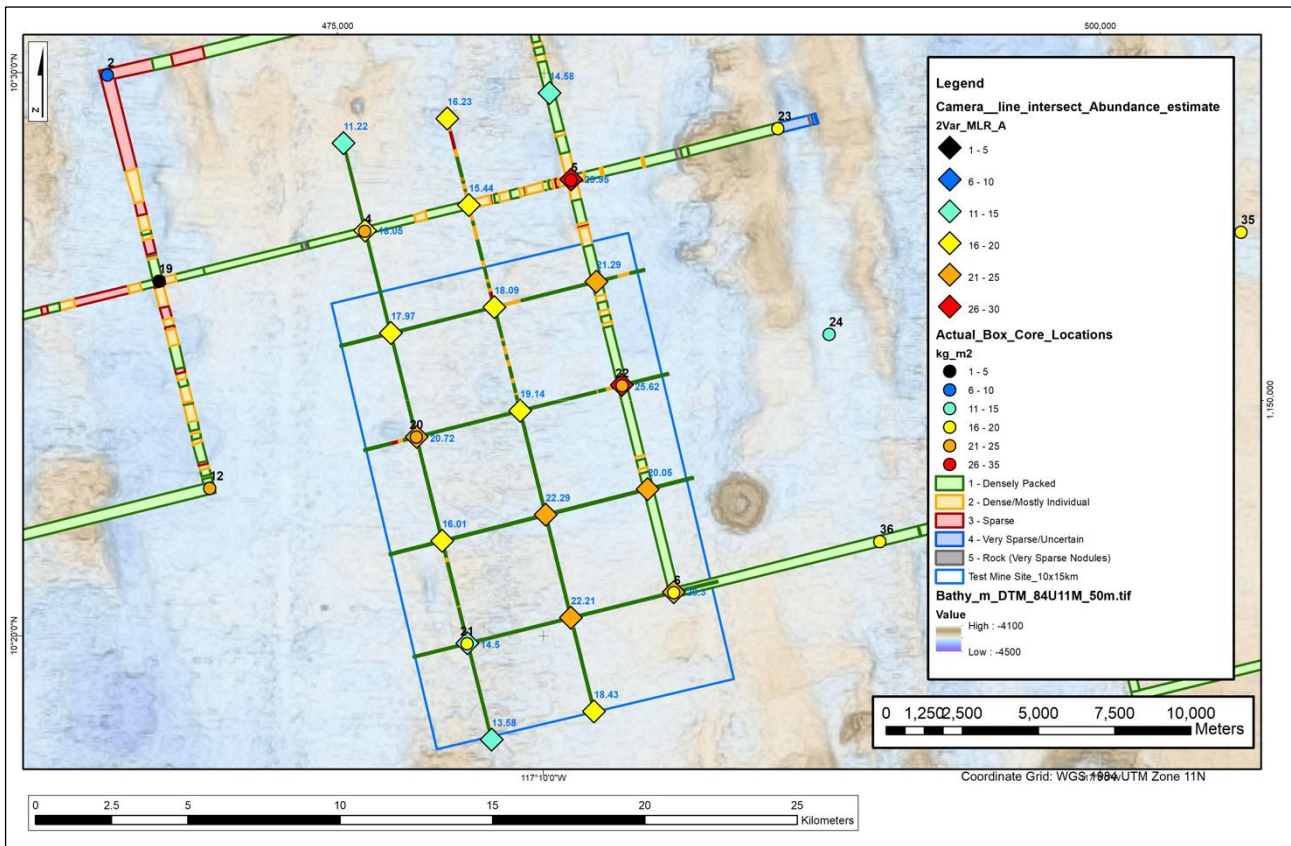 475,000
500,000
10°30'N
N
2
14.58
16.23
11.22
23
5
29.95
15.44
4
18.05
35
19
21.29
18.09
17.97
24
22
25.62
19.14
20
20.72
1,150,000
12
20.05
22.29
16.01
36
6
10°20'N
22.21
21
14.5
18.43
13.58
117°10'0"W
Legend
Camera__line_intersect_Abundance_estimate
2Var_MLR_A
1 - 5
6 - 10
11 - 15
16 - 20
21 - 25
26 - 30
Actual_Box_Core_Locations
kg_m2
1 - 5
6 - 10
11 - 15
16 - 20
21 - 25
26 - 35
1 - Densely Packed
2 - Dense/Mostly Individual
3 - Sparse
4 - Very Sparse/Uncertain
5 - Rock (Very Sparse Nodules)
Test Mine Site_10x15km
Bathy_m_DTM_84U11M_50m.tif
Value
High : -4100
Low : -4500
0 1,250 2,500 5,000 7,500 10,000
Meters
Coordinate Grid: WGS 1984 UTM Zone 11N
0 2.5 5 10 15 20 25
Kilometers